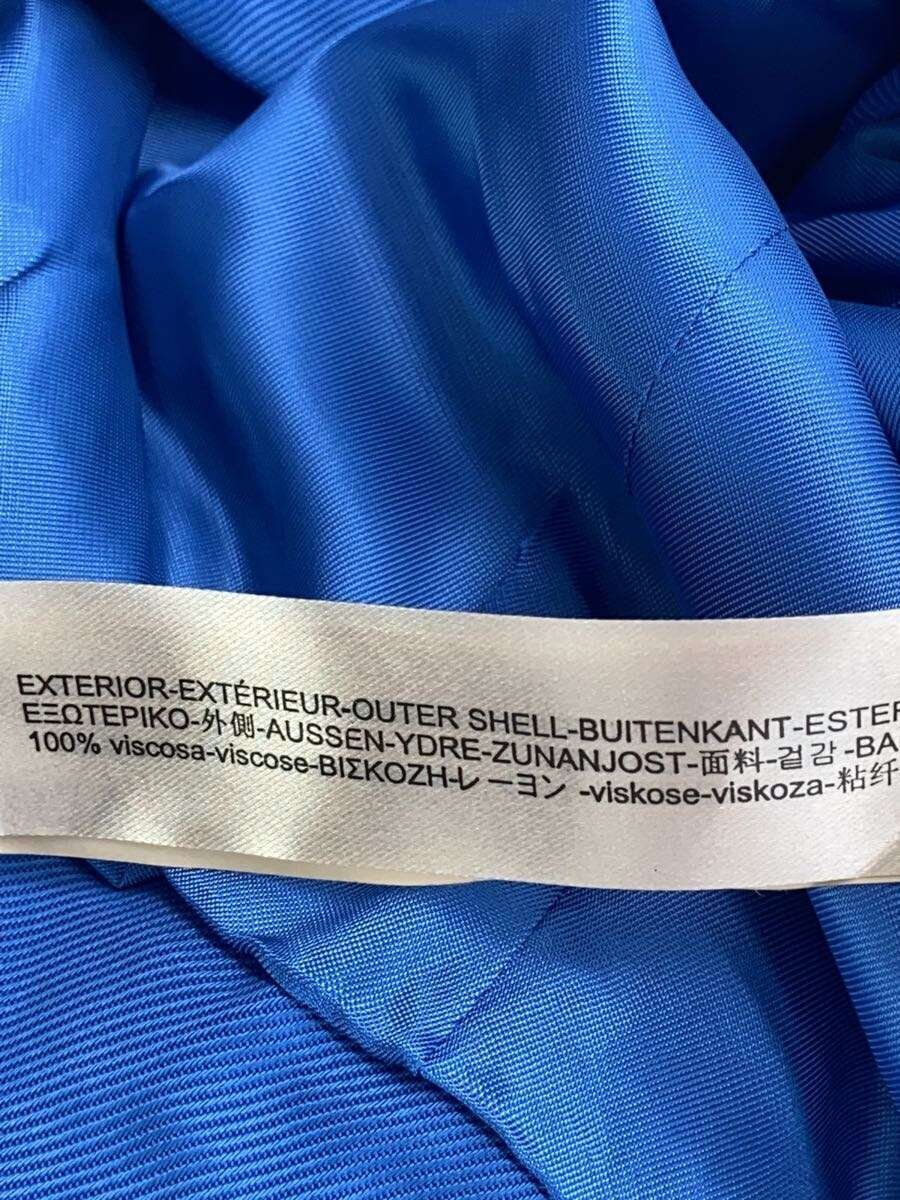 EXTERIOR-EXTÉRIEUR-OUTER SHELL-BUITENKANT-ESTER
ΕΞΩΤΕΡΙΚΟ-外側-AUSSEN-YDRE-ZUNANJOST-面料-겉감-BA
100% viscosa-viscose-ΒΙΣΚΟΖΗ-レーヨン -viskose-viskoza-粘纤